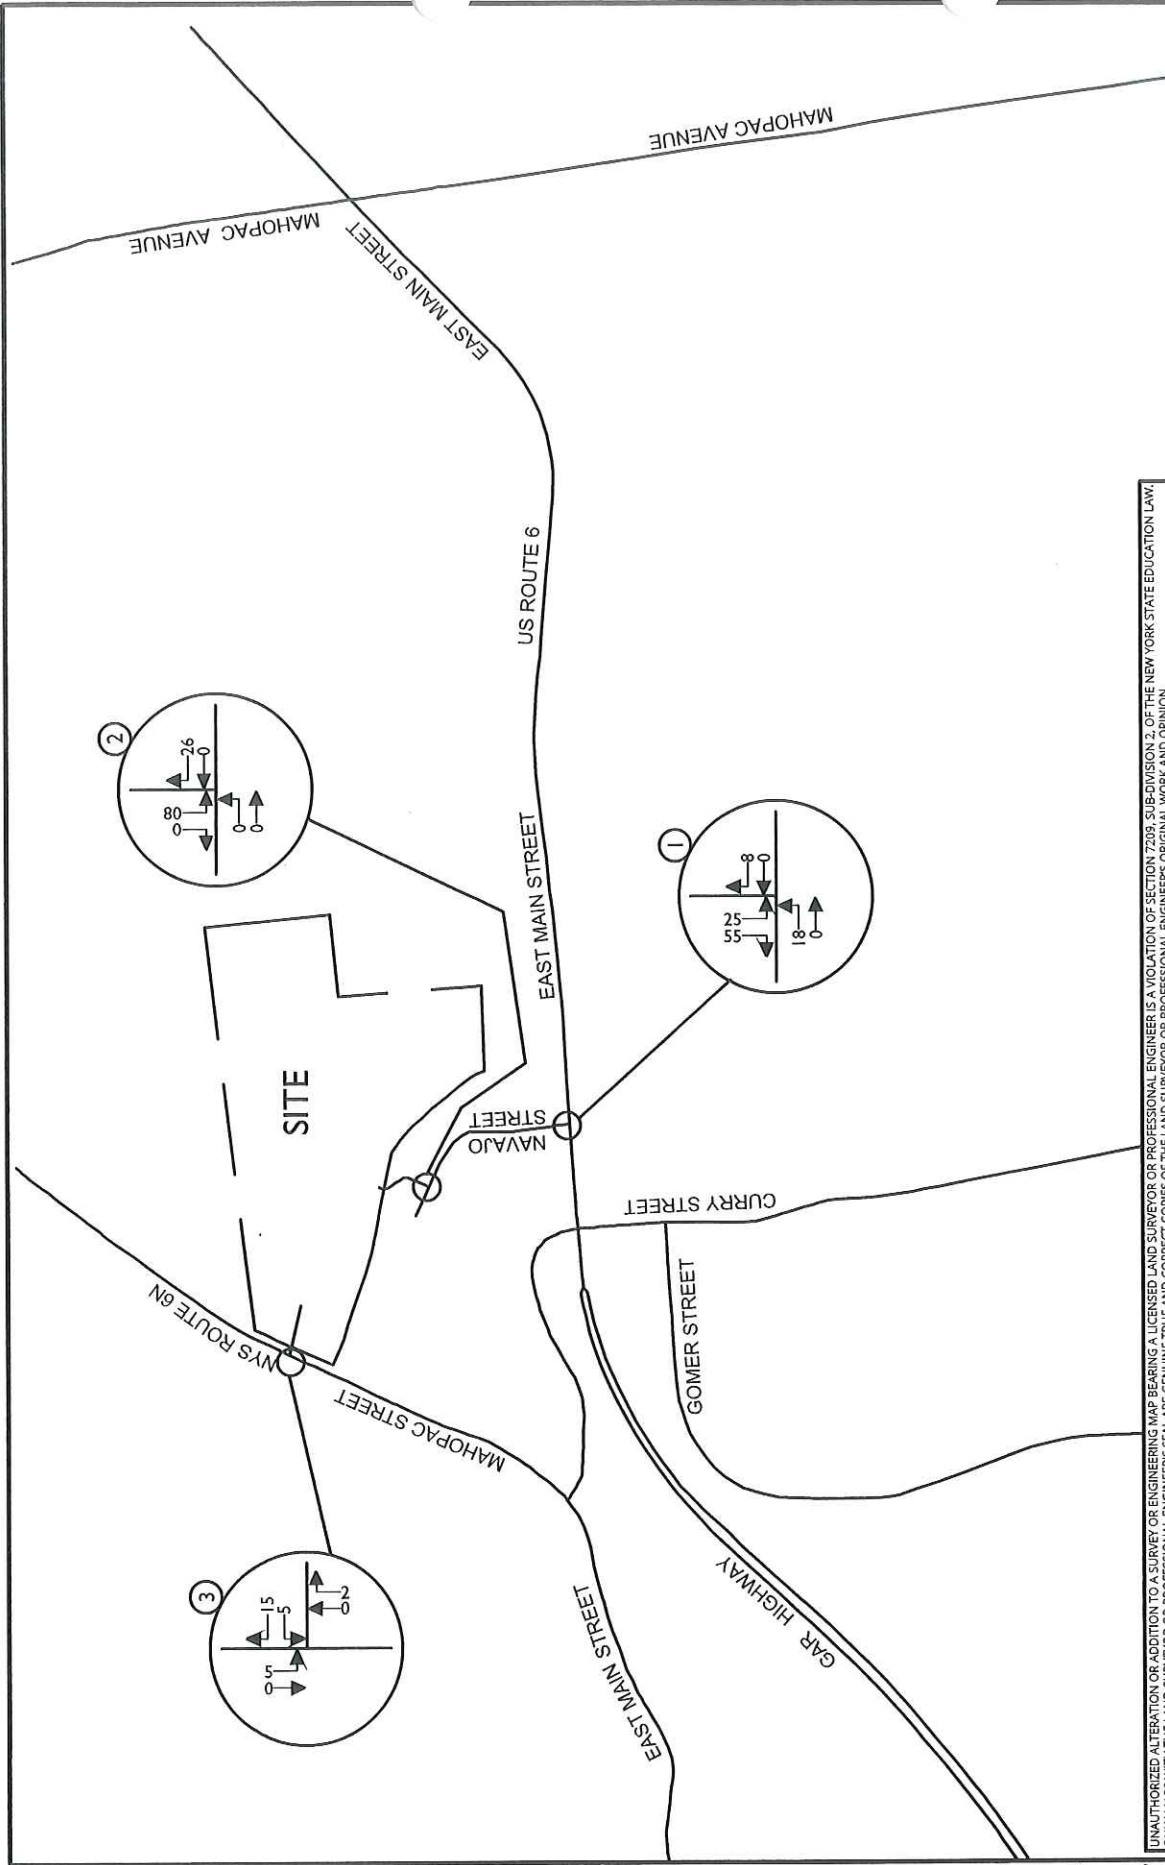 MAHOPAC AVENUE
MAHOPAC AVENUE
EAST MAIN STREET
US ROUTE 6
EAST MAIN STREET
2
26
0
80
0
0
0
1
8
0
25
55
18
0
SITE
NAVAJO
STREET
CURRY STREET
GOMER STREET
NYS ROUTE 6N
MAHOPAC STREET
3
15
5
5
0
2
0
EAST MAIN STREET
GAR HIGHWAY
UNAUTHORIZED ALTERATION OR ADDITION TO A SURVEY OR ENGINEERING MAP BEARING A LICENSED LAND SURVEYOR OR PROFESSIONAL ENGINEER IS A VIOLATION OF SECTION 7209, SUB-DIVISION 2, OF THE NEW YORK STATE EDUCATION LAW.